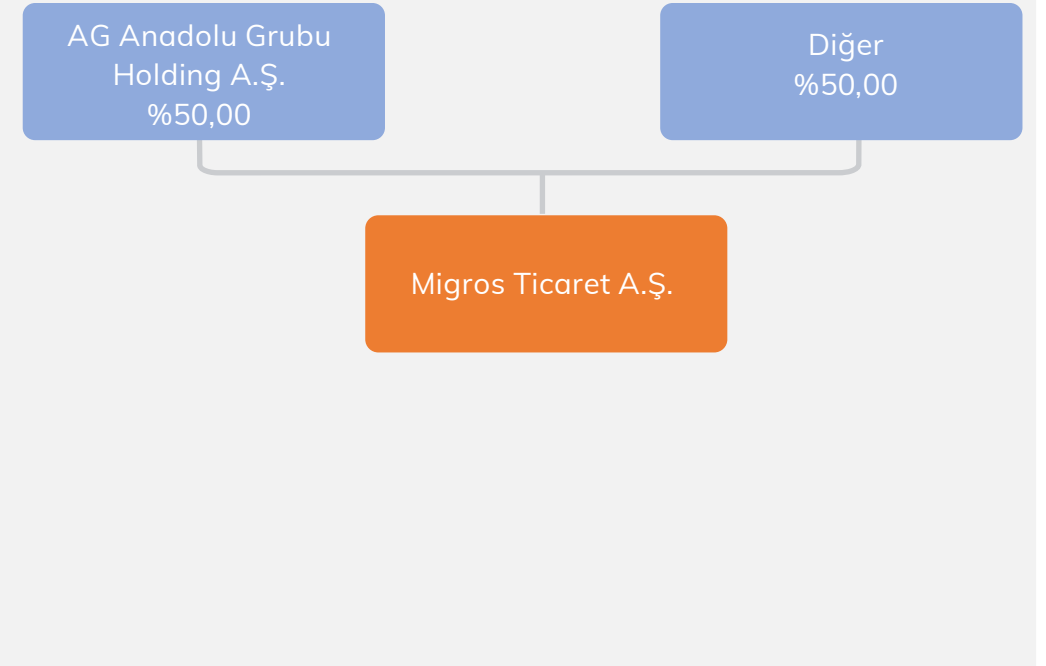 AG Anadolu Grubu
Holding A.Ş.
%50,00
Diğer
%50,00
Migros Ticaret A.Ş.